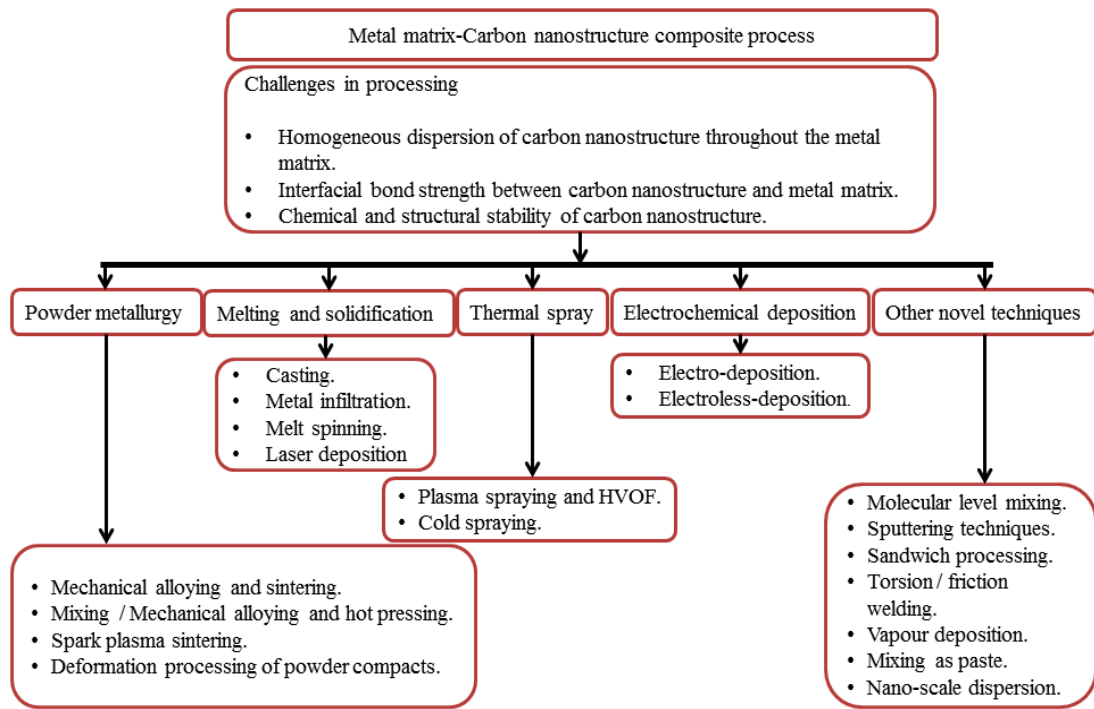 Metal matrix-Carbon nanostructure composite process
Challenges in processing
• Homogeneous dispersion of carbon nanostructure throughout the metal
matrix.
• Interfacial bond strength between carbon nanostructure and metal matrix.
• Chemical and structural stability of carbon nanostructure.
Powder metallurgy
Melting and solidification
Thermal spray
Electrochemical deposition
Other novel techniques
• Casting.
• Metal infiltration.
• Melt spinning.
• Laser deposition
• Electro-deposition.
• Electroless-deposition.
• Plasma spraying and HVOF.
• Cold spraying.
• Mechanical alloying and sintering.
• Mixing / Mechanical alloying and hot pressing.
• Spark plasma sintering.
• Deformation processing of powder compacts.
• Molecular level mixing.
• Sputtering techniques.
• Sandwich processing.
• Torsion / friction
welding.
• Vapour deposition.
• Mixing as paste.
• Nano-scale dispersion.